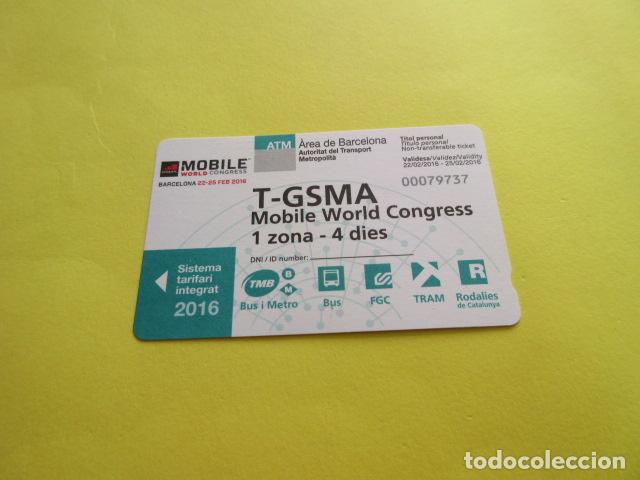 MOBILE
WORLD CONGRESS
BARCELONA 22-25 FEB 2016
ATM
Àrea de Barcelona
Autoritat del Transport
Metropolità
Títol personal
Título personal
Non-transferable ticket
Validesa/Validez/Validity
22/02/2016 - 25/02/2016
00079737
T-GSMA
Mobile World Congress
1 zona - 4 dies
DNI / ID number:
Sistema
tarifari
integrat
2016
TMB
B
M
Bus i Metro
Bus
FGC
TRAM
R
Rodalies
de Catalunya
todocoleccion
todocoleccion.net